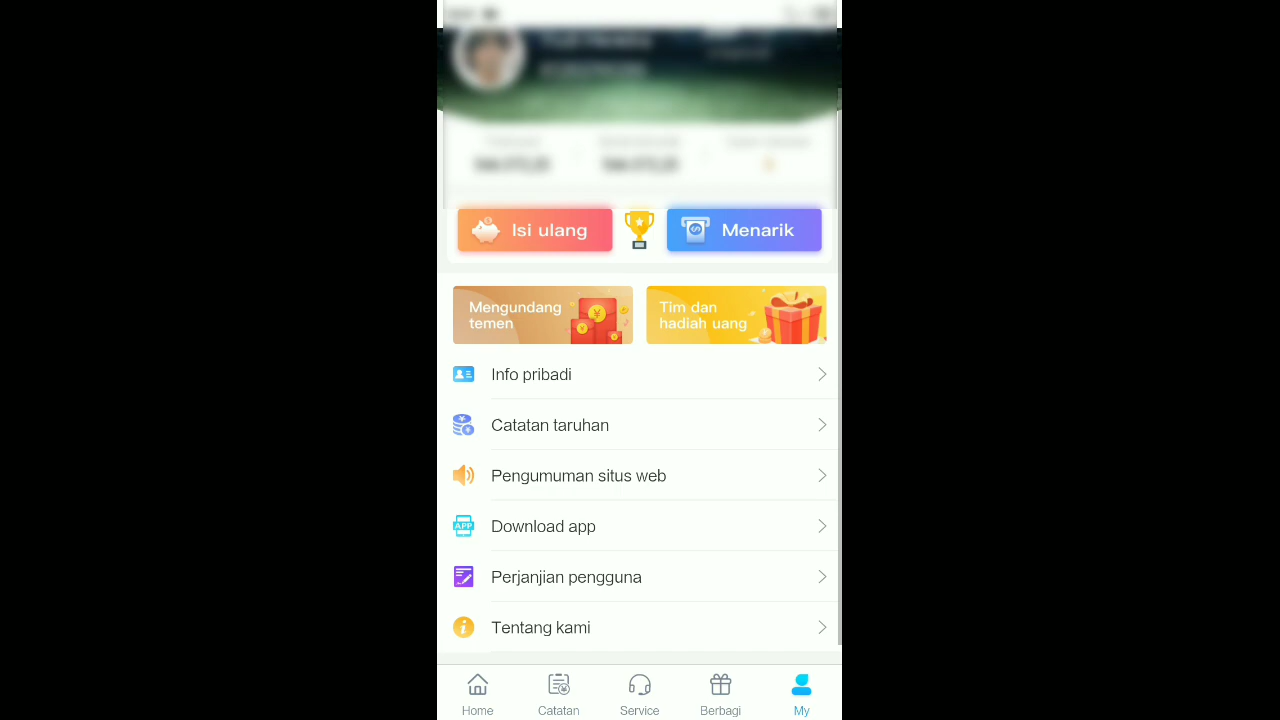 Isi ulang
Menarik
Mengundang
temen
Tim dan
hadiah uang
Info pribadi
Catatan taruhan
Pengumuman situs web
APP
Download app
Perjanjian pengguna
Tentang kami
Home
Catatan
Service
Berbagi
My